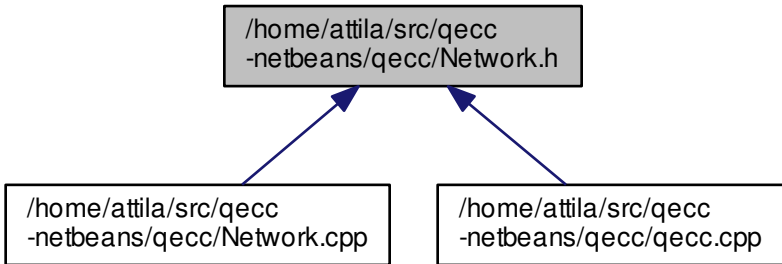 /home/attila/src/qecc
-netbeans/qecc/Network.h
/home/attila/src/qecc
-netbeans/qecc/Network.cpp
/home/attila/src/qecc
-netbeans/qecc/qecc.cpp